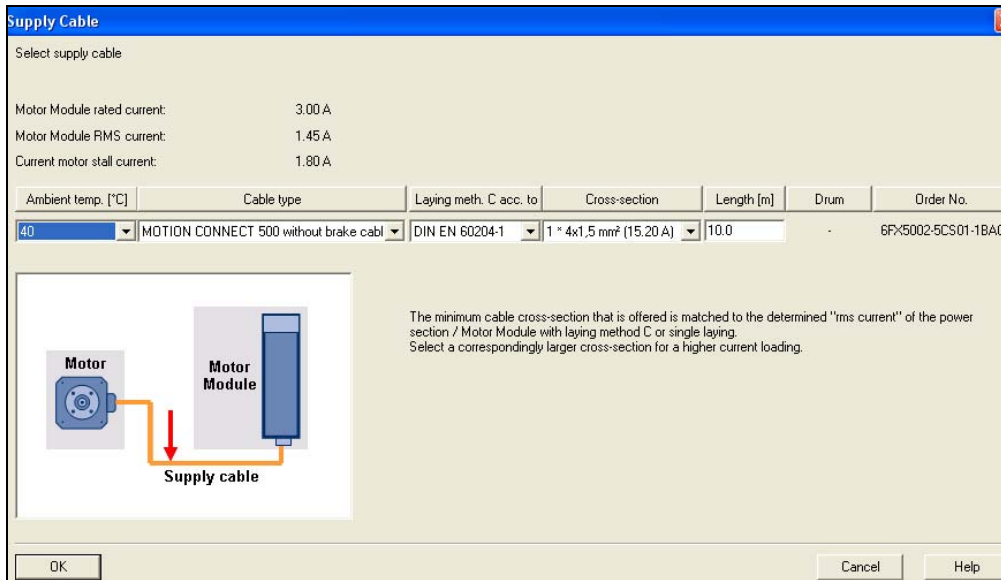 Supply Cable
Select supply cable
Motor Module rated current: 3.00 A
Motor Module RMS current: 1.45 A
Current motor stall current: 1.80 A
Ambient temp. [°C] Cable type Laying meth. C acc. to Cross-section Length [m] Drum Order No.
40 MOTION CONNECT 500 without brake cabl DIN EN 60204-1 1 * 4x1,5 mm² (15.20 A) 10.0 - 6FX5002-5CS01-1BA0
The minimum cable cross-section that is offered is matched to the determined "rms current" of the power
section / Motor Module with laying method C or single laying.
Select a correspondingly larger cross-section for a higher current loading.
Motor
Motor
Module
Supply cable
OK Cancel Help